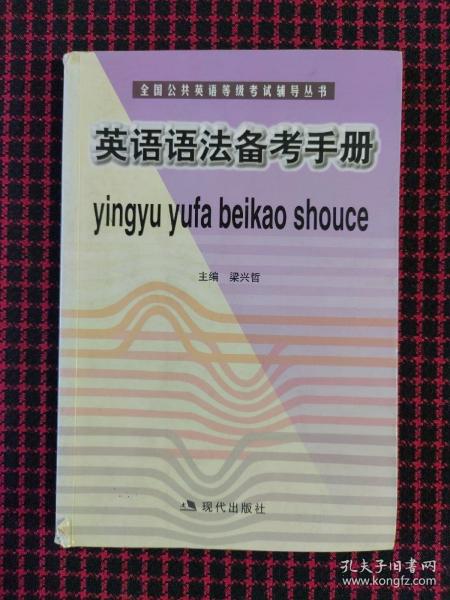 全国公共英语等级考试辅导丛书
英语语法备考手册
yingyu yufa beikao shouce
主编 梁兴哲
现代出版社
孔夫子旧书网
www.kongfz.com